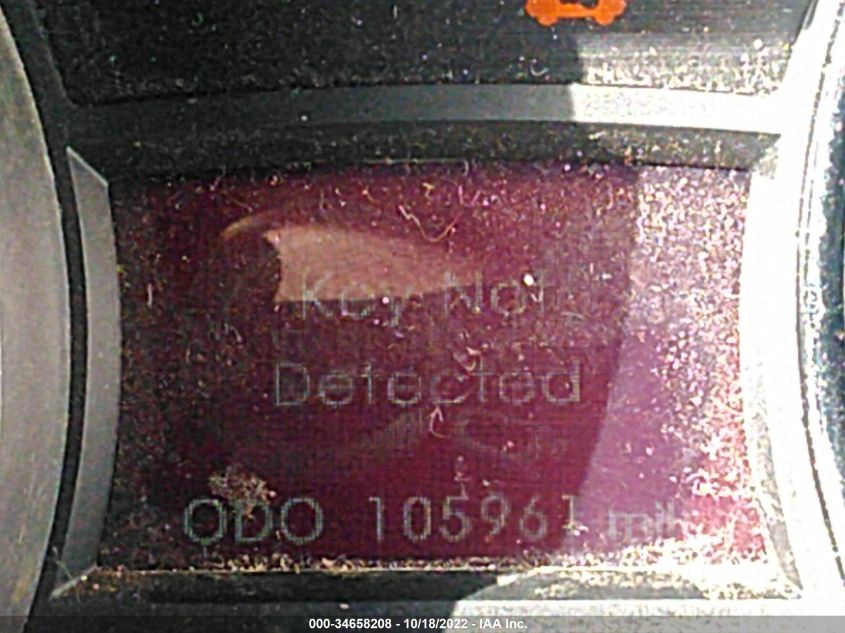 Key Not
Detected
ODO 105961 mi
000-34658208 - 10/18/2022 - IAA Inc.